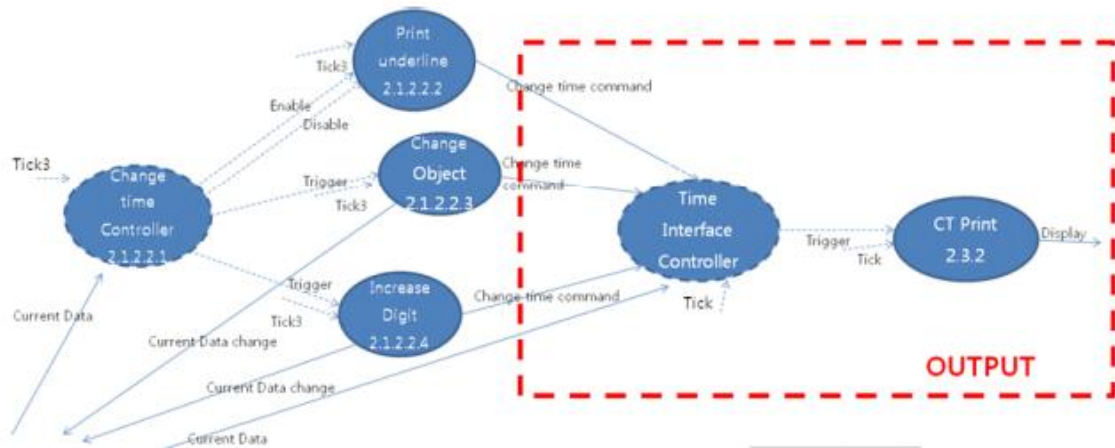 Print
underline
2.1.2.2.2
Tick3
Enable
Disable
Change time command
Tick3
Change
time
Controller
2.1.2.2.1
Change
Object
2.1.2.2.3
Trigger
Tick3
Change time
command
Time
Interface
Controller
Tick
Trigger
Tick
CT Print
2.3.2
Display
Trigger
Tick3
Increase
Digit
2.1.2.2.4
Change time command
Current Data
Current Data change
Current Data change
Current Data
OUTPUT